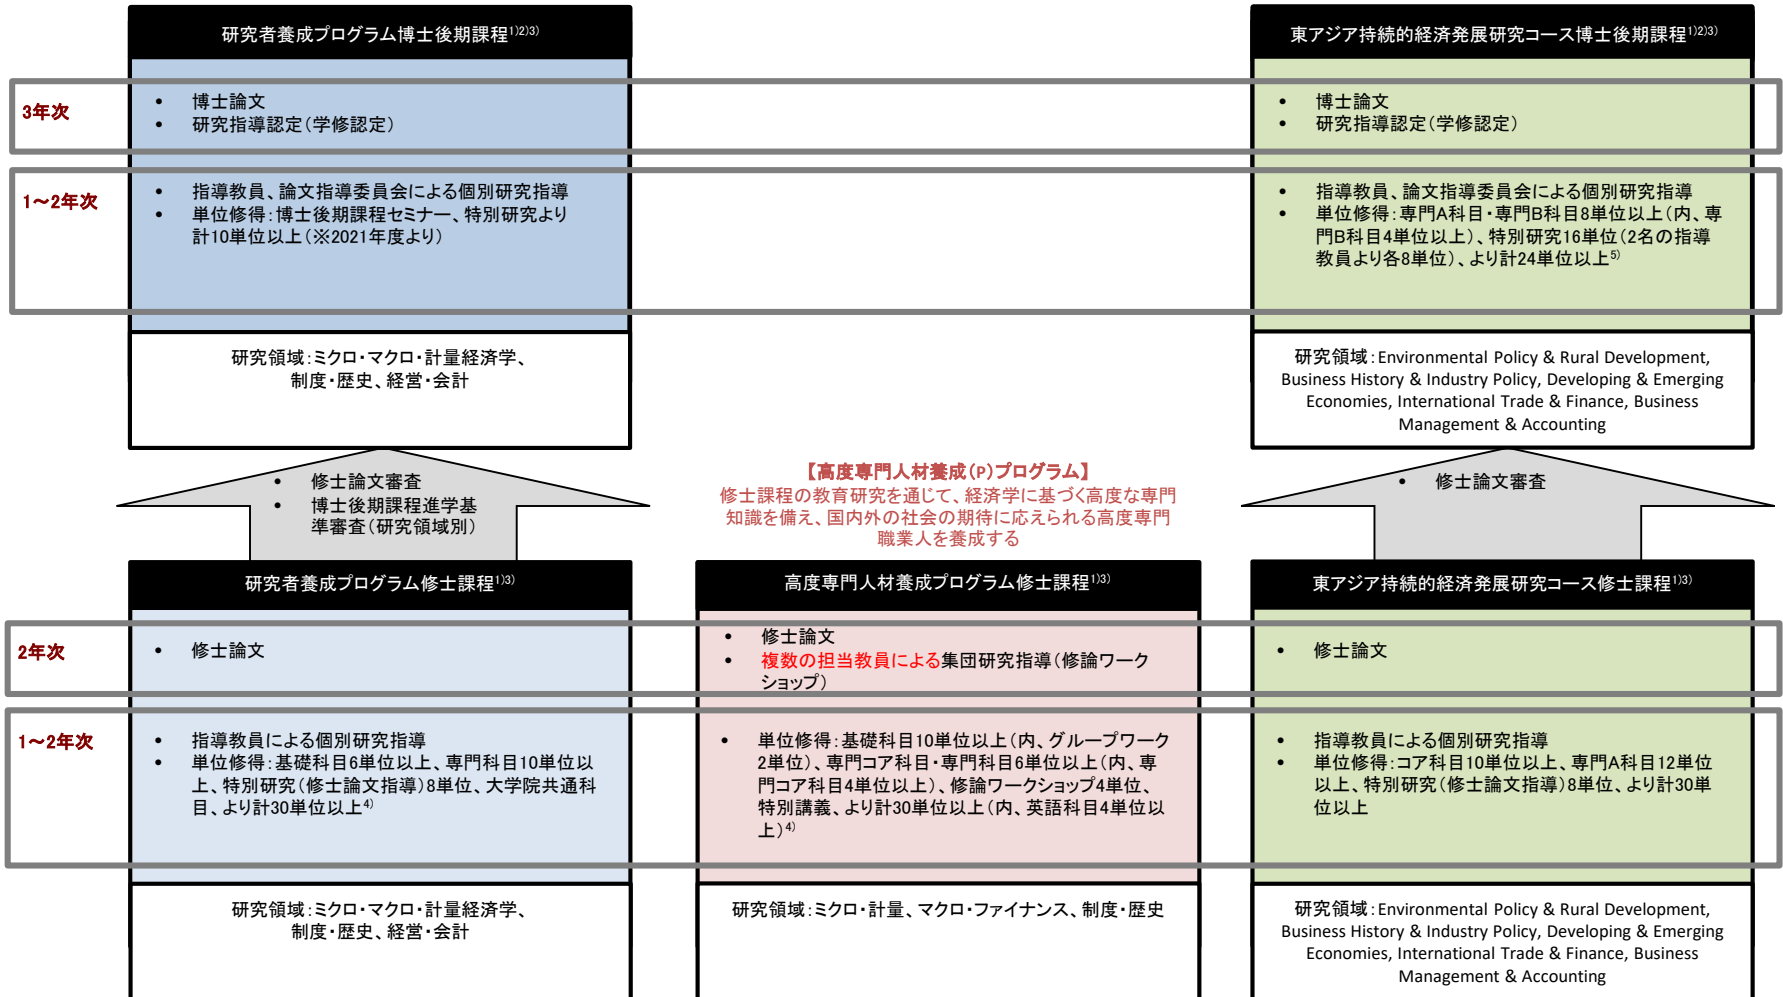 研究者養成プログラム博士後期課程1)2)3)
東アジア持続的経済発展研究コース博士後期課程1)2)3)
3年次
• 博士論文
• 研究指導認定(学修認定)
• 博士論文
• 研究指導認定(学修認定)
1~2年次
• 指導教員、論文指導委員会による個別研究指導
• 単位修得:博士後期課程セミナー、特別研究より
計10単位以上(※2021年度より)
• 指導教員、論文指導委員会による個別研究指導
• 単位修得:専門A科目・専門B科目8単位以上(内、専
門B科目4単位以上)、特別研究16単位(2名の指導
教員より各8単位)、より計24単位以上5)
研究領域:ミクロ・マクロ・計量経済学、
制度・歴史、経営・会計
研究領域:Environmental Policy & Rural Development,
Business History & Industry Policy, Developing & Emerging
Economies, International Trade & Finance, Business
Management & Accounting
• 修士論文審査
• 博士後期課程進学基
準審査(研究領域別)
【高度専門人材養成(P)プログラム】
修士課程の教育研究を通じて、経済学に基づく高度な専門
知識を備え、国内外の社会の期待に応えられる高度専門
職業人を養成する
• 修士論文審査
研究者養成プログラム修士課程1)3)
高度専門人材養成プログラム修士課程1)3)
東アジア持続的経済発展研究コース修士課程1)3)
2年次
• 修士論文
• 修士論文
• 複数の担当教員による集団研究指導(修論ワーク
ショップ)
• 修士論文
1~2年次
• 指導教員による個別研究指導
• 単位修得:基礎科目6単位以上、専門科目10単位以
上、特別研究(修士論文指導)8単位、大学院共通科
目、より計30単位以上4)
• 単位修得:基礎科目10単位以上(内、グループワーク
2単位)、専門コア科目・専門科目6単位以上(内、専
門コア科目4単位以上)、修論ワークショップ4単位、
特別講義、より計30単位以上(内、英語科目4単位以
上)4)
• 指導教員による個別研究指導
• 単位修得:コア科目10単位以上、専門A科目12単位
以上、特別研究(修士論文指導)8単位、より計30単
位以上
研究領域:ミクロ・マクロ・計量経済学、
制度・歴史、経営・会計
研究領域:ミクロ・計量、マクロ・ファイナンス、制度・歴史
研究領域:Environmental Policy & Rural Development,
Business History & Industry Policy, Developing & Emerging
Economies, International Trade & Finance, Business
Management & Accounting